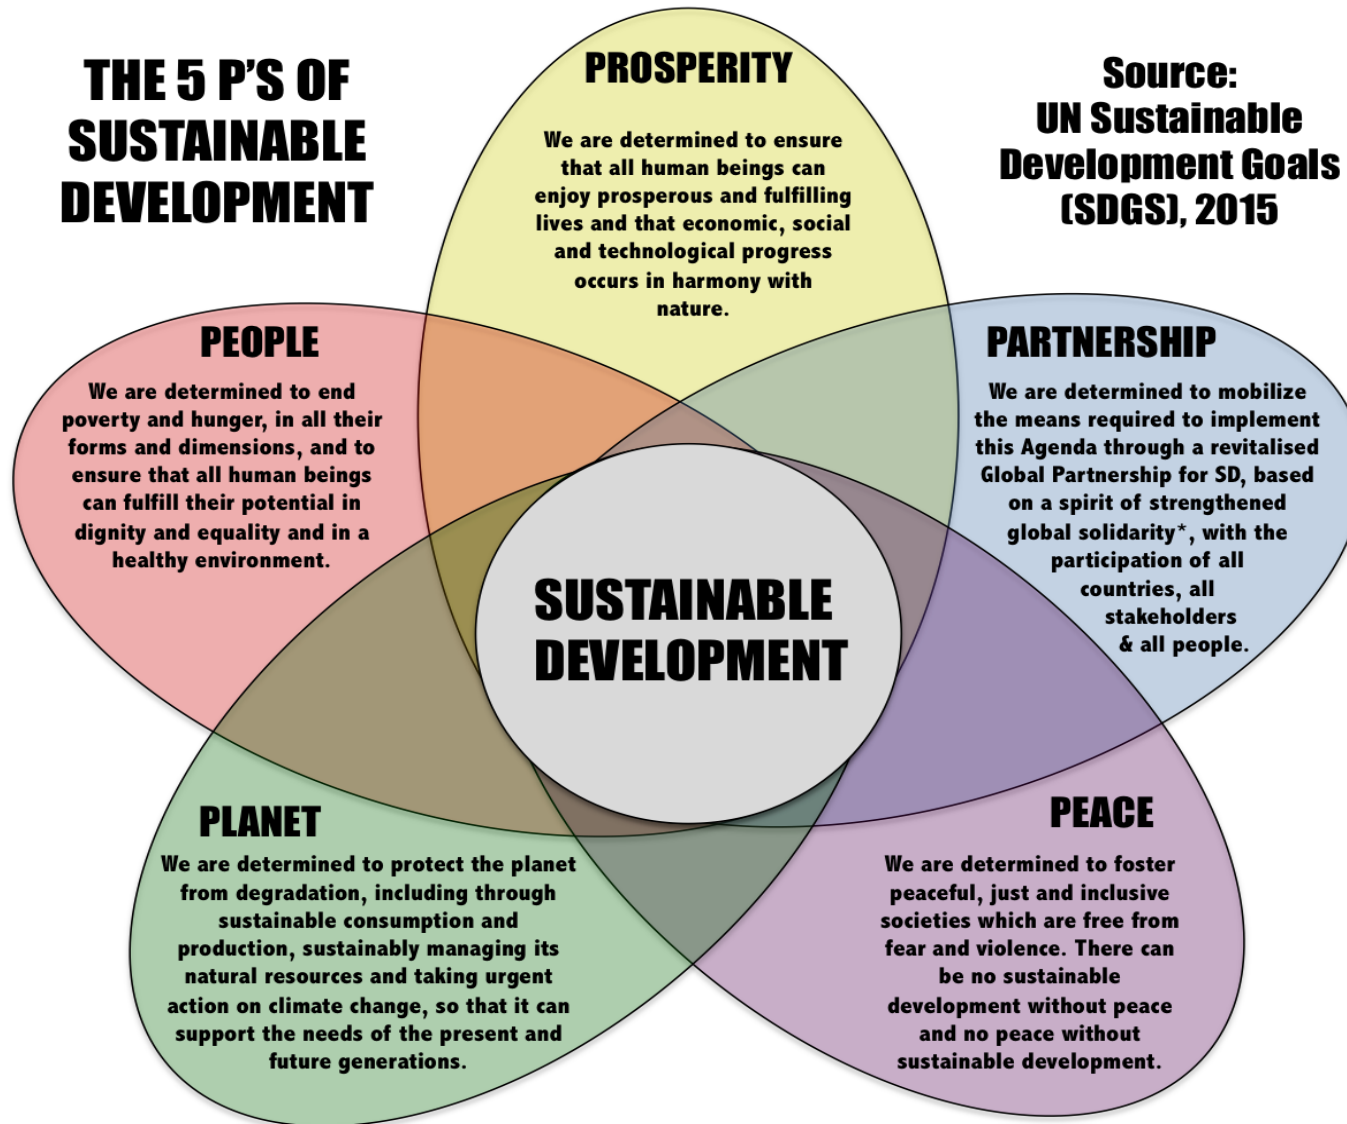 THE 5 P'S OF
SUSTAINABLE
DEVELOPMENT
PROSPERITY
We are determined to ensure
that all human beings can
enjoy prosperous and fulfilling
lives and that economic, social
and technological progress
occurs in harmony with
nature.
Source:
UN Sustainable
Development Goals
(SDGS), 2015
PEOPLE
We are determined to end
poverty and hunger, in all their
forms and dimensions, and to
ensure that all human beings
can fulfill their potential in
dignity and equality and in a
healthy environment.
PARTNERSHIP
We are determined to mobilize
the means required to implement
this Agenda through a revitalised
Global Partnership for SD, based
on a spirit of strengthened
global solidarity*, with the
participation of all
countries, all
stakeholders
& all people.
SUSTAINABLE
DEVELOPMENT
PLANET
We are determined to protect the planet
from degradation, including through
sustainable consumption and
production, sustainably managing its
natural resources and taking urgent
action on climate change, so that it can
support the needs of the present and
future generations.
PEACE
We are determined to foster
peaceful, just and inclusive
societies which are free from
fear and violence. There can
be no sustainable
development without peace
and no peace without
sustainable development.